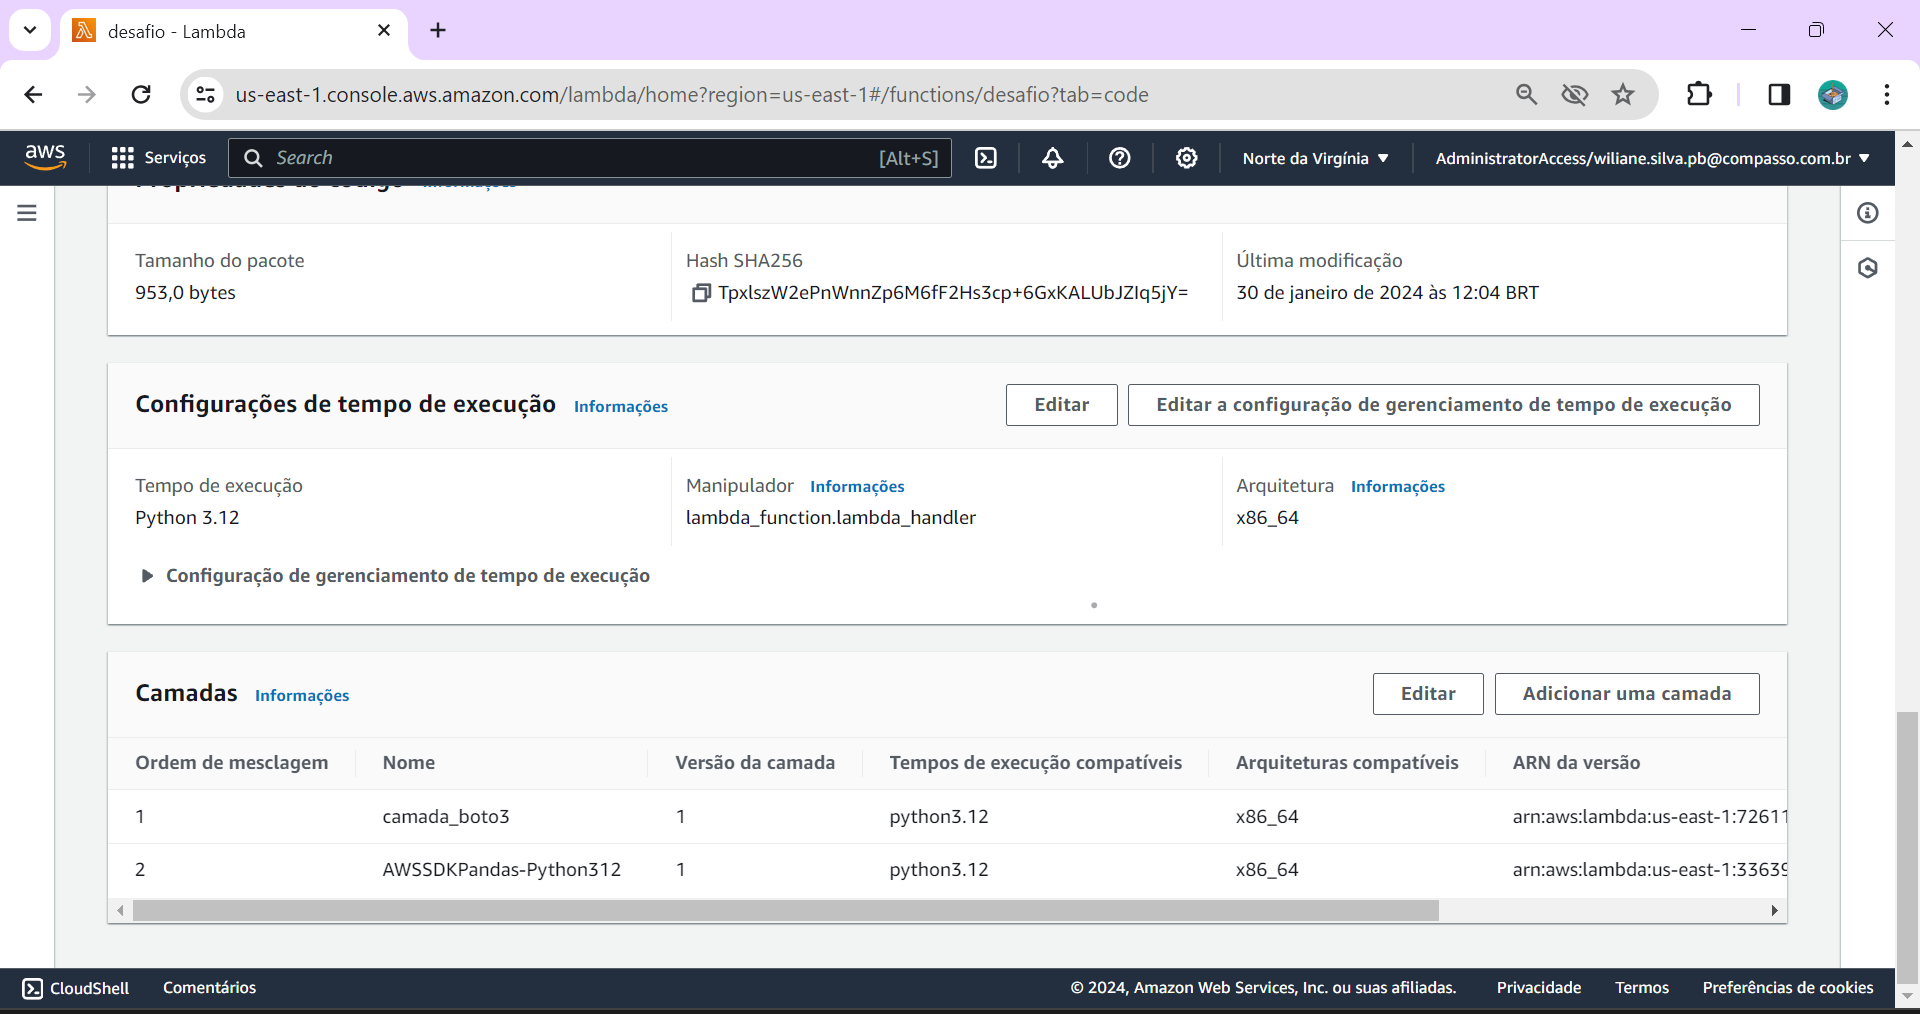 desafio - Lambda
us-east-1.console.aws.amazon.com/lambda/home?region=us-east-1#/functions/desafio?tab=code
aws Serviços Search [Alt+S] Norte da Virgínia AdministratorAccess/wiliane.silva.pb@compasso.com.br
Propriedades do código Informações
Tamanho do pacote Hash SHA256 Última modificação
953,0 bytes TpxlszW2ePnWnnZp6M6fF2Hs3cp+6GxKALUbJZIq5jY= 30 de janeiro de 2024 às 12:04 BRT
Configurações de tempo de execução Informações Editar Editar a configuração de gerenciamento de tempo de execução
Tempo de execução Manipulador Informações Arquitetura Informações
Python 3.12 lambda_function.lambda_handler x86_64
Configuração de gerenciamento de tempo de execução
Camadas Informações Editar Adicionar uma camada
Ordem de mesclagem Nome Versão da camada Tempos de execução compatíveis Arquiteturas compatíveis ARN da versão
1 camada_boto3 1 python3.12 x86_64 arn:aws:lambda:us-east-1:72611
2 AWSSDKPandas-Python312 1 python3.12 x86_64 arn:aws:lambda:us-east-1:33639
CloudShell Comentários © 2024, Amazon Web Services, Inc. ou suas afiliadas. Privacidade Termos Preferências de cookies